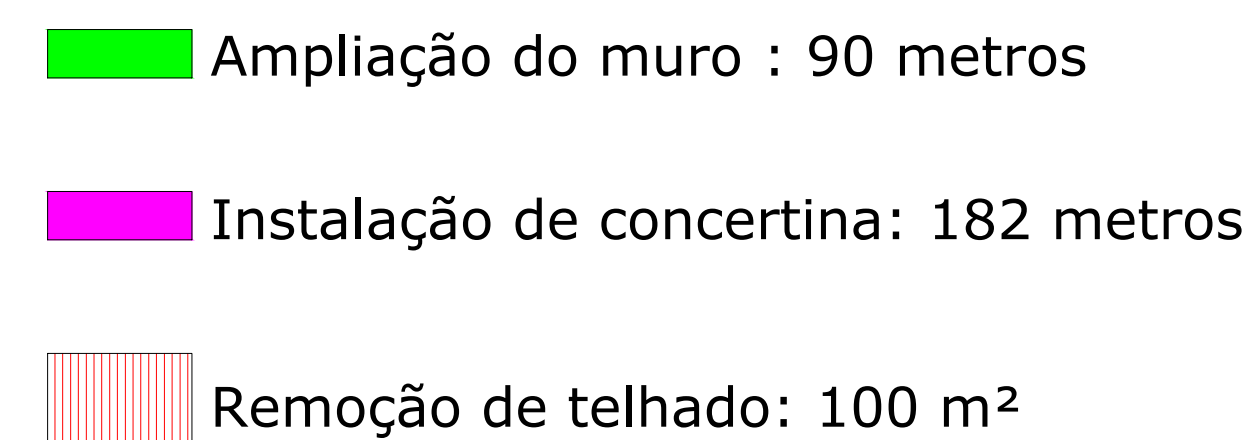 Ampliação do muro : 90 metros
Instalação de concertina: 182 metros
Remoção de telhado: 100 m²